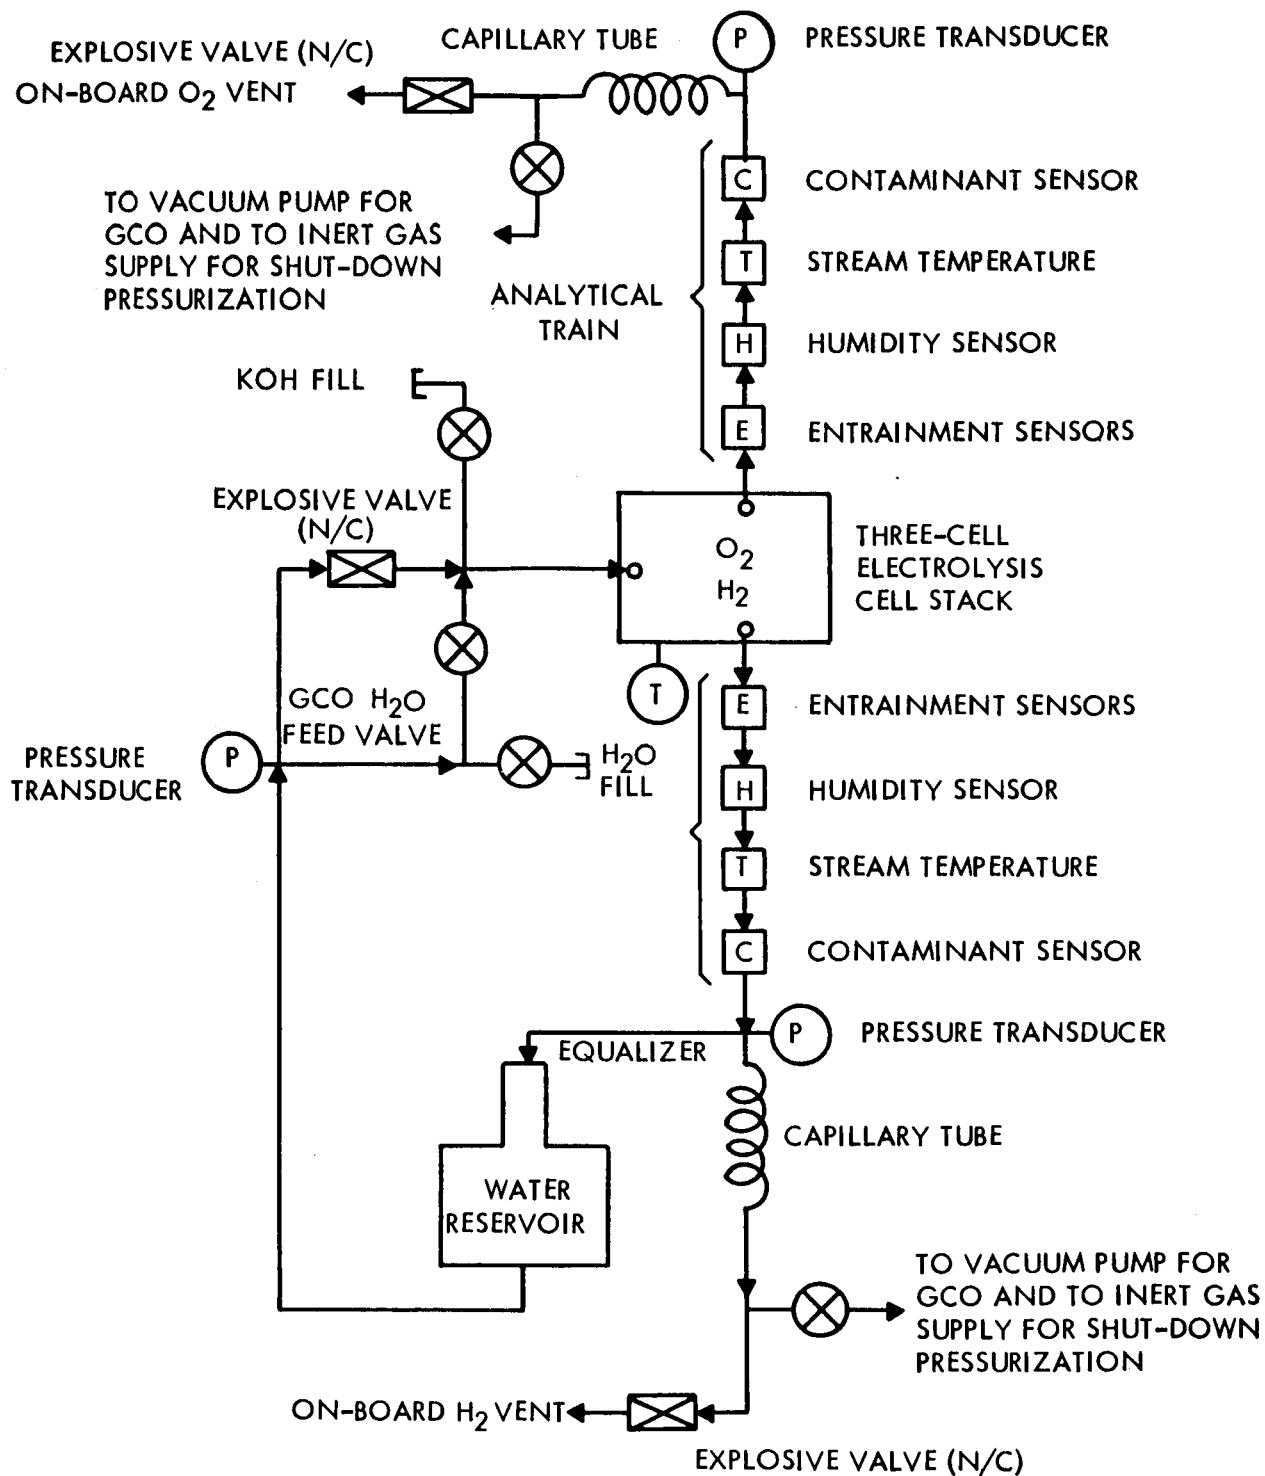 CAPILLARY TUBE
P
PRESSURE TRANSDUCER
EXPLOSIVE VALVE (N/C)
ON-BOARD O2 VENT
TO VACUUM PUMP FOR
GCO AND TO INERT GAS
SUPPLY FOR SHUT-DOWN
PRESSURIZATION
ANALYTICAL
TRAIN
C
CONTAMINANT SENSOR
T
STREAM TEMPERATURE
H
HUMIDITY SENSOR
E
ENTRAINMENT SENSORS
KOH FILL
EXPLOSIVE VALVE
(N/C)
O2
H2
THREE-CELL
ELECTROLYSIS
CELL STACK
T
GCO H2O
FEED VALVE
PRESSURE
TRANSDUCER
P
H2O
FILL
E
ENTRAINMENT SENSORS
H
HUMIDITY SENSOR
T
STREAM TEMPERATURE
C
CONTAMINANT SENSOR
P
PRESSURE TRANSDUCER
EQUALIZER
CAPILLARY TUBE
WATER
RESERVOIR
TO VACUUM PUMP FOR
GCO AND TO INERT GAS
SUPPLY FOR SHUT-DOWN
PRESSURIZATION
ON-BOARD H2 VENT
EXPLOSIVE VALVE (N/C)